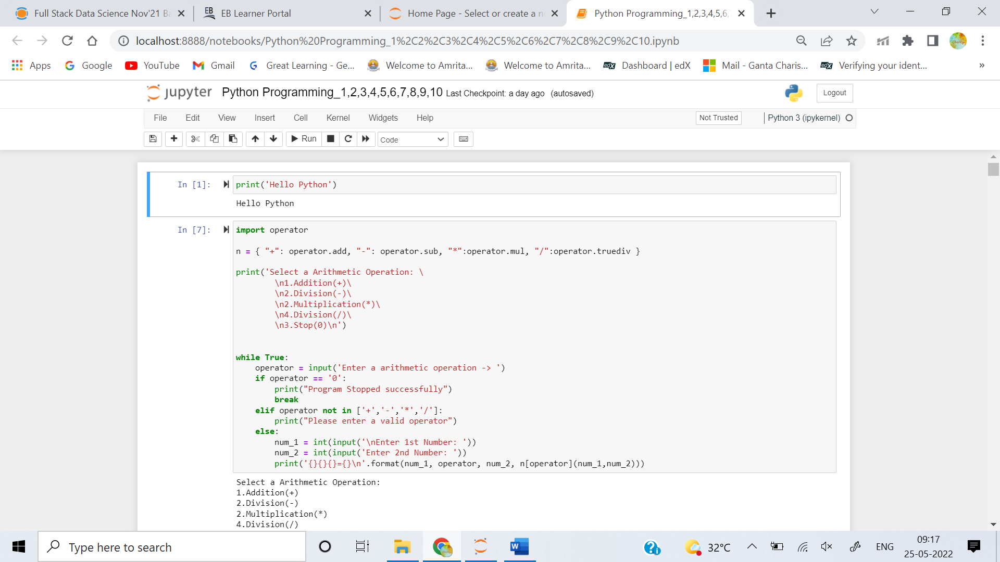 Full Stack Data Science Nov'21 Ba
EB Learner Portal
Home Page - Select or create a n
Python Programming_1,2,3,4,5,6,
localhost:8888/notebooks/Python%20Programming_1%2C2%2C3%2C4%2C5%2C6%2C7%2C8%2C9%2C10.ipynb
Apps Google YouTube Gmail Great Learning - Ge... Welcome to Amrita... Welcome to Amrita... Dashboard | edX Mail - Ganta Charis... Verifying your ident... »
jupyter Python Programming_1,2,3,4,5,6,7,8,9,10 Last Checkpoint: a day ago (autosaved) Logout
File Edit View Insert Cell Kernel Widgets Help Not Trusted Python 3 (ipykernel)
Run Code
In [1]: print('Hello Python')
Hello Python
In [7]: import operator
n = { "+": operator.add, "-": operator.sub, "*":operator.mul, "/":operator.truediv }
print('Select a Arithmetic Operation: \
        \n1.Addition(+)\
        \n2.Division(-)\
        \n2.Multiplication(*)\
        \n4.Division(/)\
        \n3.Stop(0)\n')
while True:
    operator = input('Enter a arithmetic operation -> ')
    if operator == '0':
        print("Program Stopped successfully")
        break
    elif operator not in ['+','-','*','/']:
        print("Please enter a valid operator")
    else:
        num_1 = int(input('\nEnter 1st Number: '))
        num_2 = int(input('Enter 2nd Number: '))
        print('{}{}{}={}\n'.format(num_1, operator, num_2, n[operator](num_1,num_2)))
Select a Arithmetic Operation:
1.Addition(+)
2.Division(-)
2.Multiplication(*)
4.Division(/)
Type here to search
32°C
ENG
09:17
25-05-2022